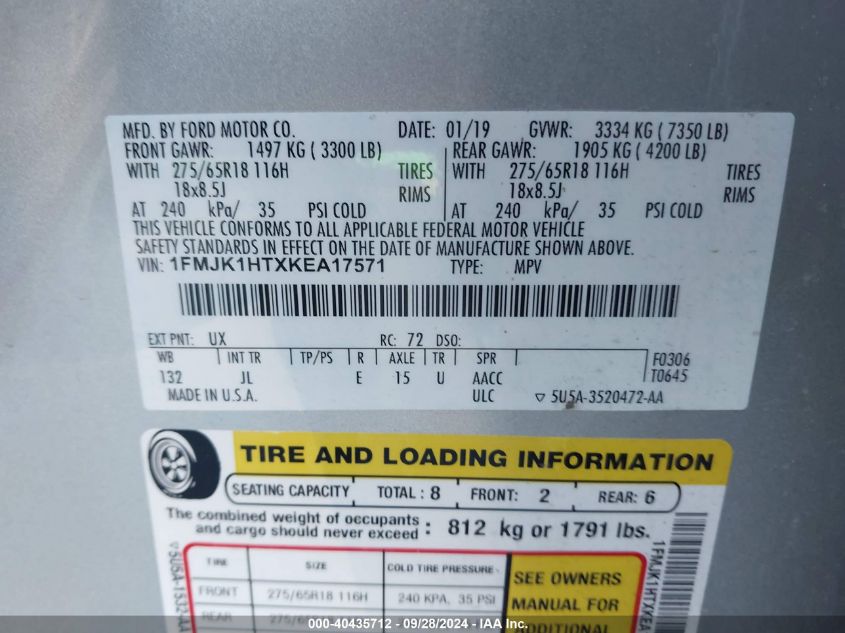 MFD. BY FORD MOTOR CO. DATE: 01/19 GVWR: 3334 KG ( 7350 LB)
FRONT GAWR: 1497 KG ( 3300 LB) REAR GAWR: 1905 KG ( 4200 LB)
WITH 275/65R18 116H TIRES WITH 275/65R18 116H TIRES
18x8.5J RIMS 18x8.5J RIMS
AT 240 kPa/ 35 PSI COLD AT 240 kPa/ 35 PSI COLD
THIS VEHICLE CONFORMS TO ALL APPLICABLE FEDERAL MOTOR VEHICLE
SAFETY STANDARDS IN EFFECT ON THE DATE OF MANUFACTURE SHOWN ABOVE.
VIN: 1FMJK1HTXKEA17571 TYPE: MPV
EXT PNT: UX RC: 72 DSO:
WB INT TR TP/PS R AXLE TR SPR F0306
132 JL E 15 U AACC T0645
MADE IN U.S.A. ULC 5U5A-3520472-AA
TIRE AND LOADING INFORMATION
SEATING CAPACITY TOTAL : 8 FRONT: 2 REAR: 6
The combined weight of occupants
and cargo should never exceed : 812 kg or 1791 lbs.
TIRE SIZE COLD TIRE PRESSURE
FRONT 275/65R18 116H 240 KPA, 35 PSI
REAR
SEE OWNERS
MANUAL FOR
ADDITIONAL
5U5A-1532
1FMJK1HTXKEA
000-40435712 - 09/28/2024 - IAA Inc.